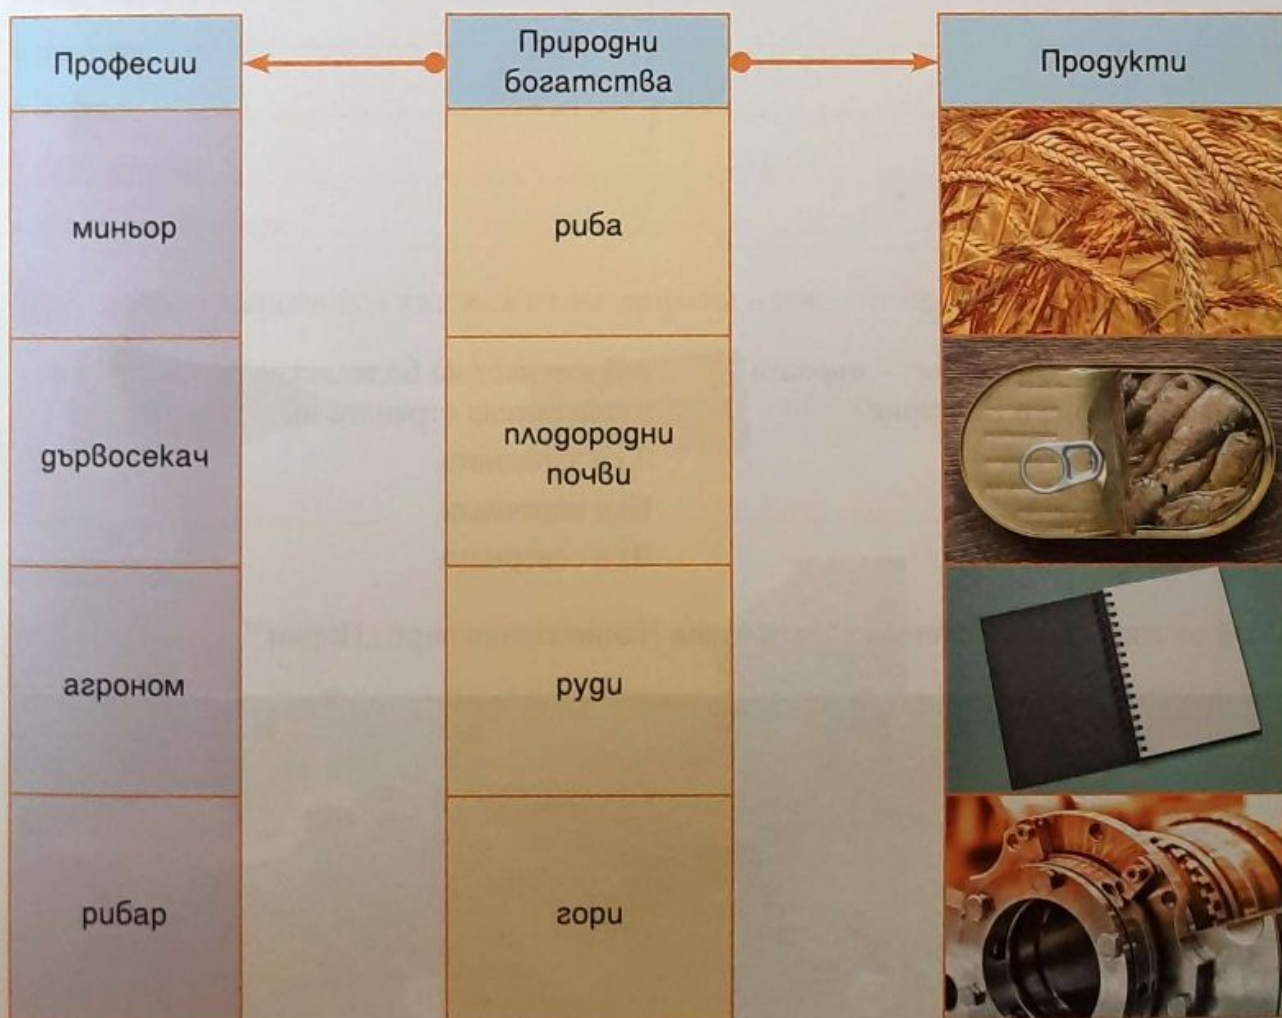 Професии
Природни
богатства
Продукти
миньор
риба
дървосекач
плодородни
почви
агроном
руди
рибар
гори